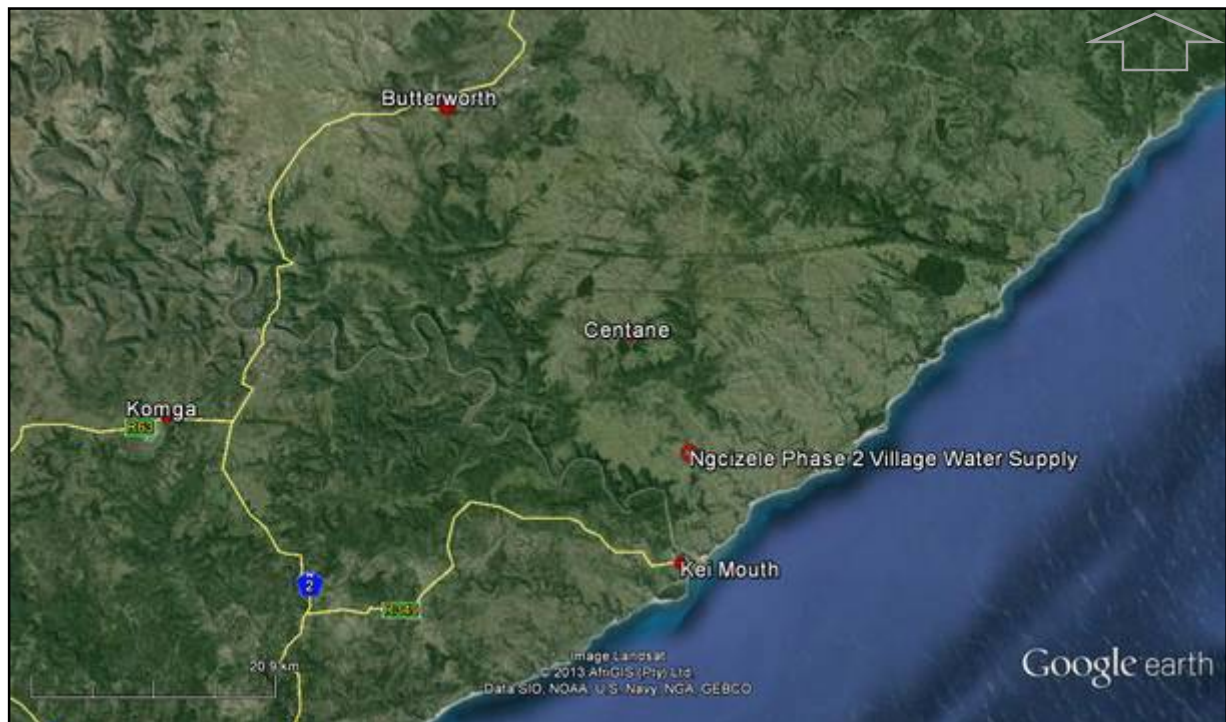 Butterworth
Centane
Komga
R63
Ngcizele Phase 2 Village Water Supply
Kei Mouth
2
20.9 km
Image Landsat
© 2013 AfriGIS (Pty) Ltd.
Data SIO, NOAA, U.S. Navy, NGA, GEBCO
Google earth